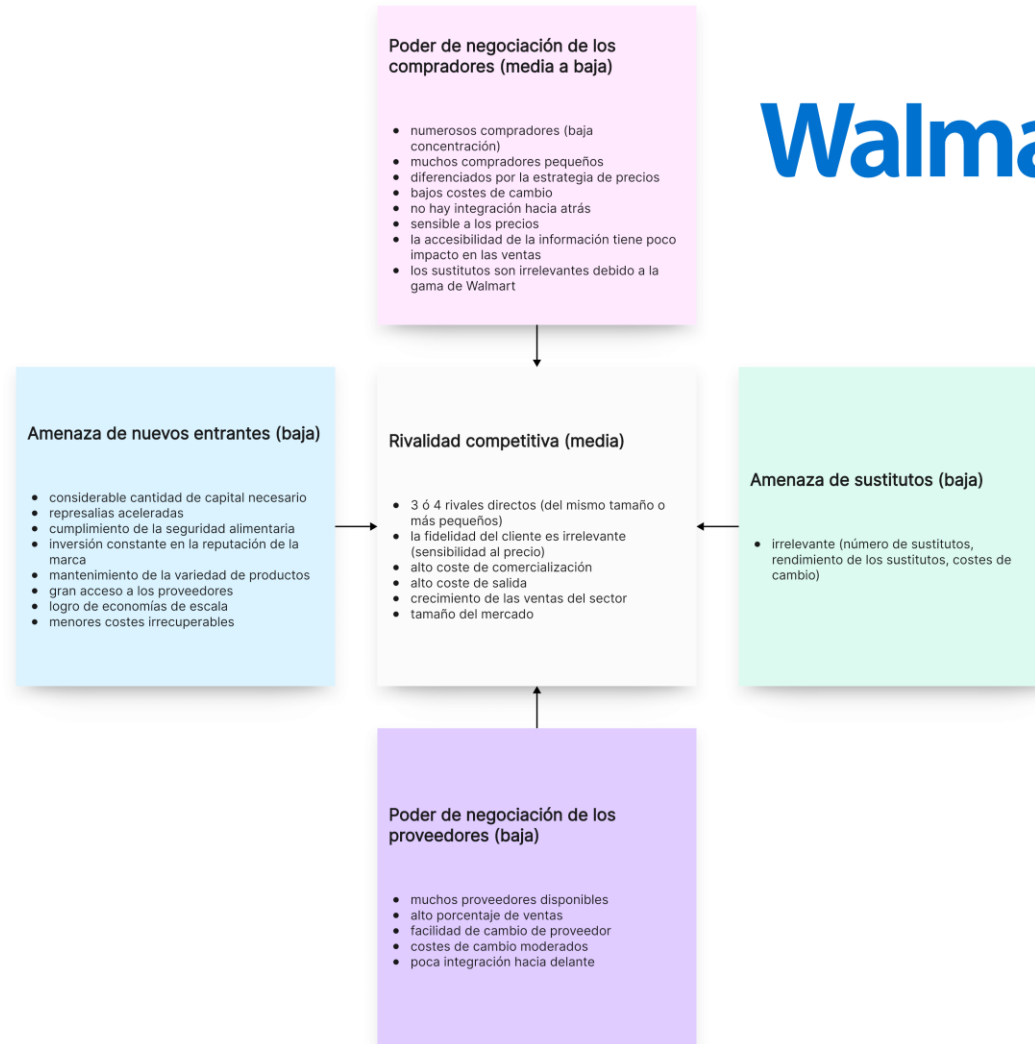 Poder de negociación de los
compradores (media a baja)
numerosos compradores (baja
concentración)
muchos compradores pequeños
diferenciados por la estrategia de precios
bajos costes de cambio
no hay integración hacia atrás
sensible a los precios
la accesibilidad de la información tiene poco
impacto en las ventas
los sustitutos son irrelevantes debido a la
gama de Walmart
Walma
Amenaza de nuevos entrantes (baja)
considerable cantidad de capital necesario
represalias aceleradas
cumplimiento de la seguridad alimentaria
inversión constante en la reputación de la
marca
mantenimiento de la variedad de productos
gran acceso a los proveedores
logro de economías de escala
menores costes irrecuperables
Rivalidad competitiva (media)
3 ó 4 rivales directos (del mismo tamaño o
más pequeños)
la fidelidad del cliente es irrelevante
(sensibilidad al precio)
alto coste de comercialización
alto coste de salida
crecimiento de las ventas del sector
tamaño del mercado
Amenaza de sustitutos (baja)
irrelevante (número de sustitutos,
rendimiento de los sustitutos, costes de
cambio)
Poder de negociación de los
proveedores (baja)
muchos proveedores disponibles
alto porcentaje de ventas
facilidad de cambio de proveedor
costes de cambio moderados
poca integración hacia delante